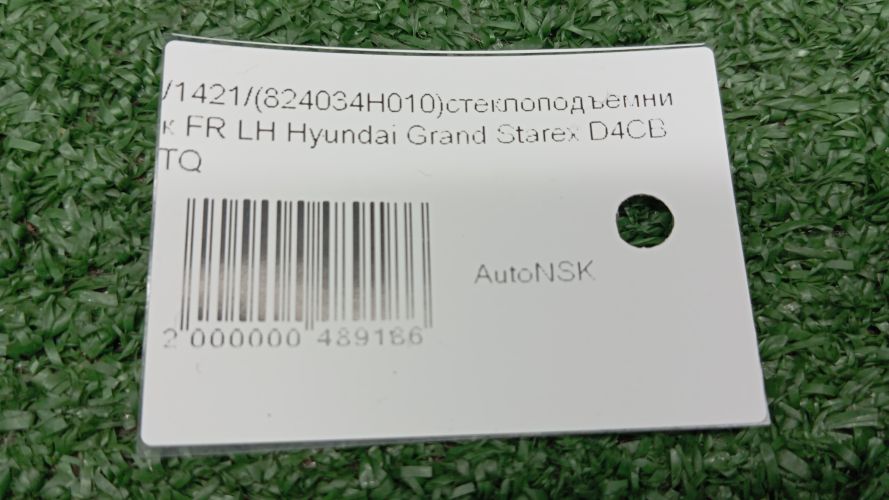 /1421/(824034H010)стеклоподъемни
к FR LH Hyundai Grand Starex D4CB
TQ
AutoNSK
2 000000 489186